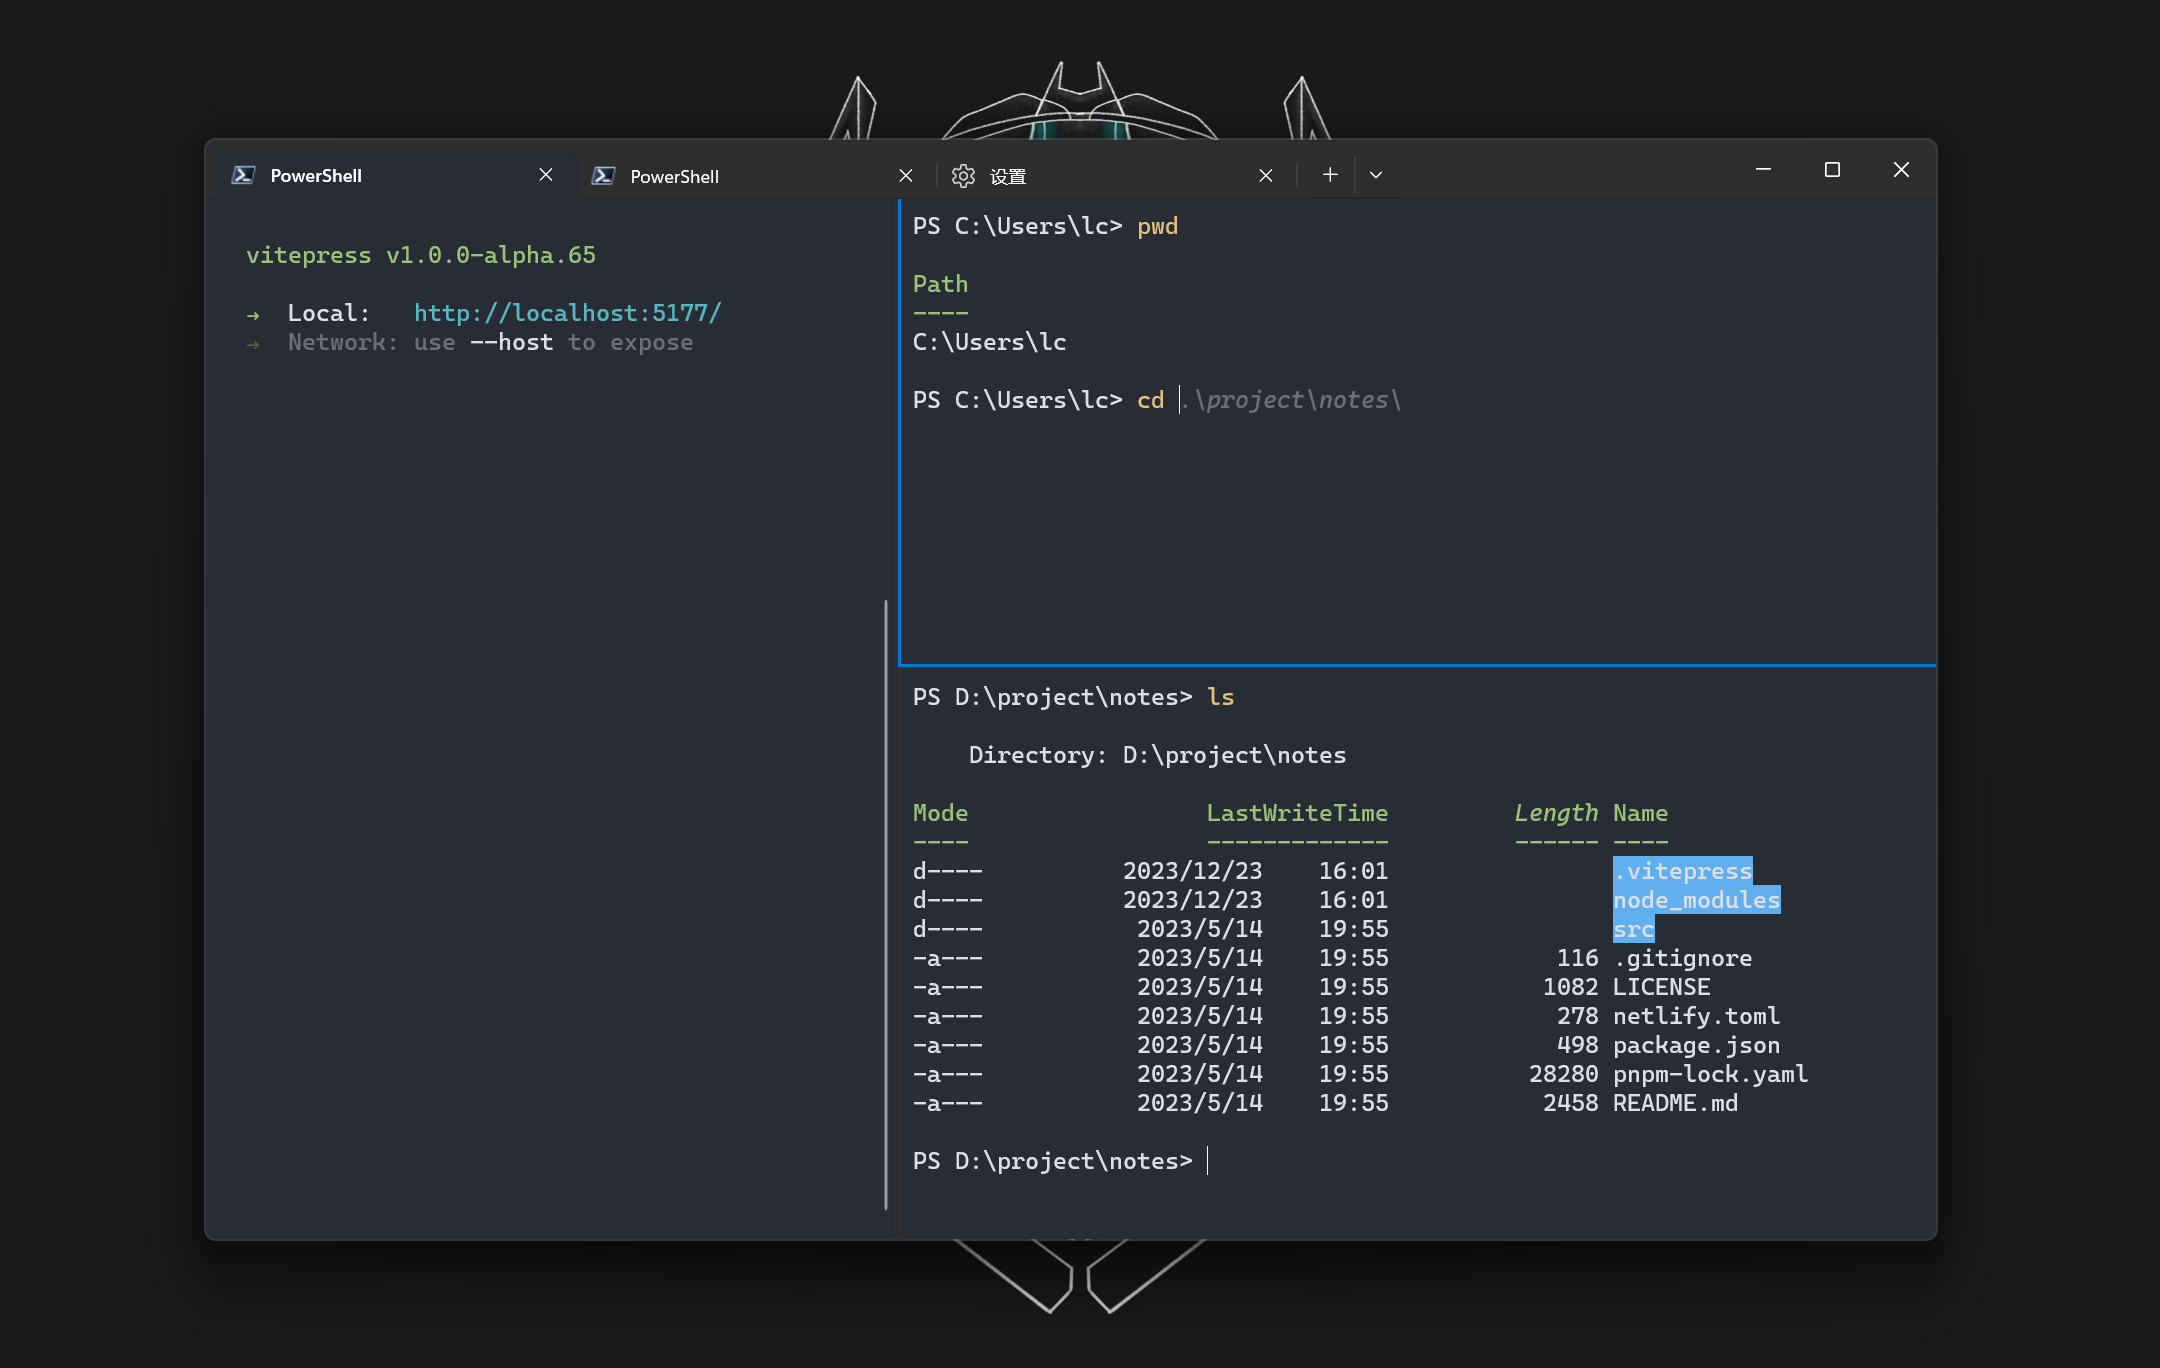 PowerShell
PowerShell
设置
vitepress v1.0.0-alpha.65
➜  Local:   http://localhost:5177/
➜  Network: use --host to expose
PS C:\Users\lc> pwd
Path
----
C:\Users\lc
PS C:\Users\lc> cd .\project\notes\
PS D:\project\notes> ls
Directory: D:\project\notes
Mode                 LastWriteTime         Length Name
----                 -------------         ------ ----
d----          2023/12/23    16:01                .vitepress
d----          2023/12/23    16:01                node_modules
d----           2023/5/14    19:55                src
-a---           2023/5/14    19:55            116 .gitignore
-a---           2023/5/14    19:55           1082 LICENSE
-a---           2023/5/14    19:55            278 netlify.toml
-a---           2023/5/14    19:55            498 package.json
-a---           2023/5/14    19:55          28280 pnpm-lock.yaml
-a---           2023/5/14    19:55           2458 README.md
PS D:\project\notes>